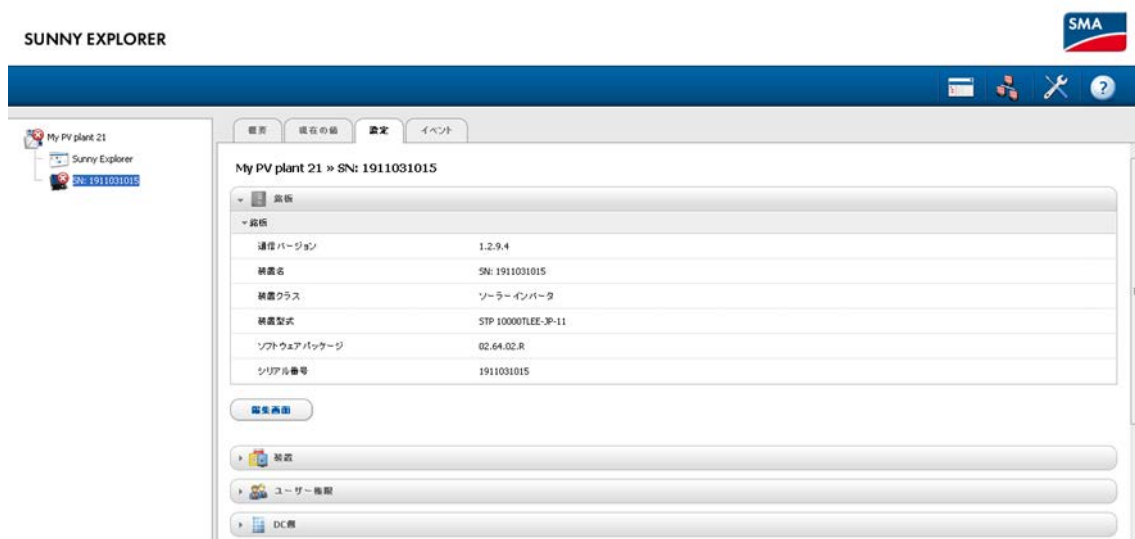 SUNNY EXPLORER
SMA
My PV plant 21
Sunny Explorer
SN: 1911031015
概要 現在の値 設定 イベント
My PV plant 21 » SN: 1911031015
銘板
銘板
通信バージョン 1.2.9.4
装置名 SN: 1911031015
装置クラス ソーラーインバータ
装置型式 STP 10000TLEE-JP-11
ソフトウェアパッケージ 02.64.02.R
シリアル番号 1911031015
編集画面
装置
ユーザー権限
DC側